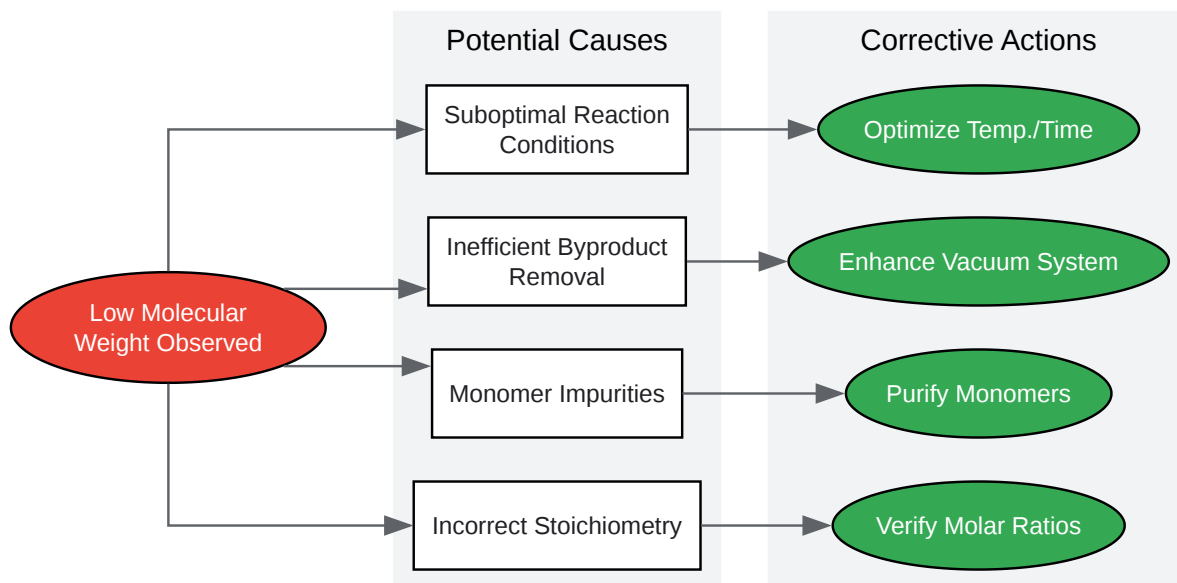 Potential Causes
Corrective Actions
Suboptimal Reaction
Conditions
Optimize Temp./Time
Inefficient Byproduct
Removal
Enhance Vacuum System
Low Molecular
Weight Observed
Monomer Impurities
Purify Monomers
Incorrect Stoichiometry
Verify Molar Ratios